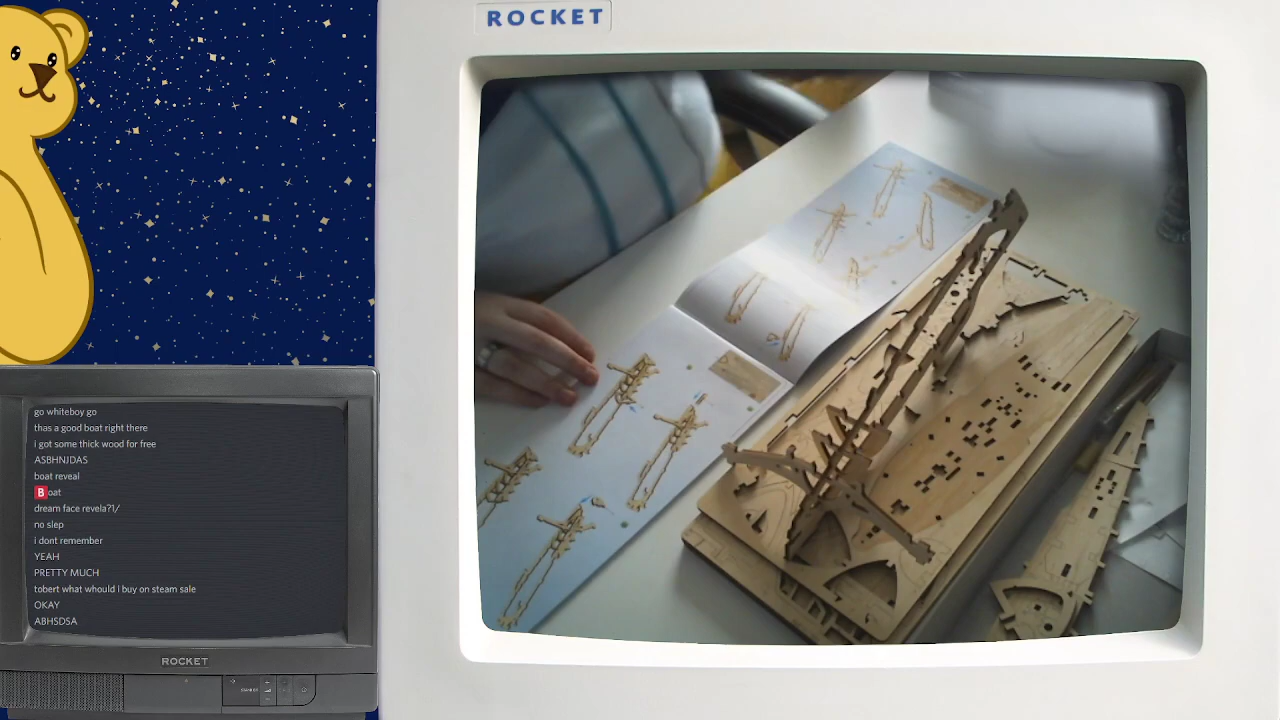 ROCKET
go whiteboy go
thas a good boat right there
i got some thick wood for free
ASBHNJDAS
boat reveal
Boat
dream face revela?1/
no slep
i dont remember
YEAH
PRETTY MUCH
tobert what whould i buy on steam sale
OKAY
ABHSDSA
ROCKET